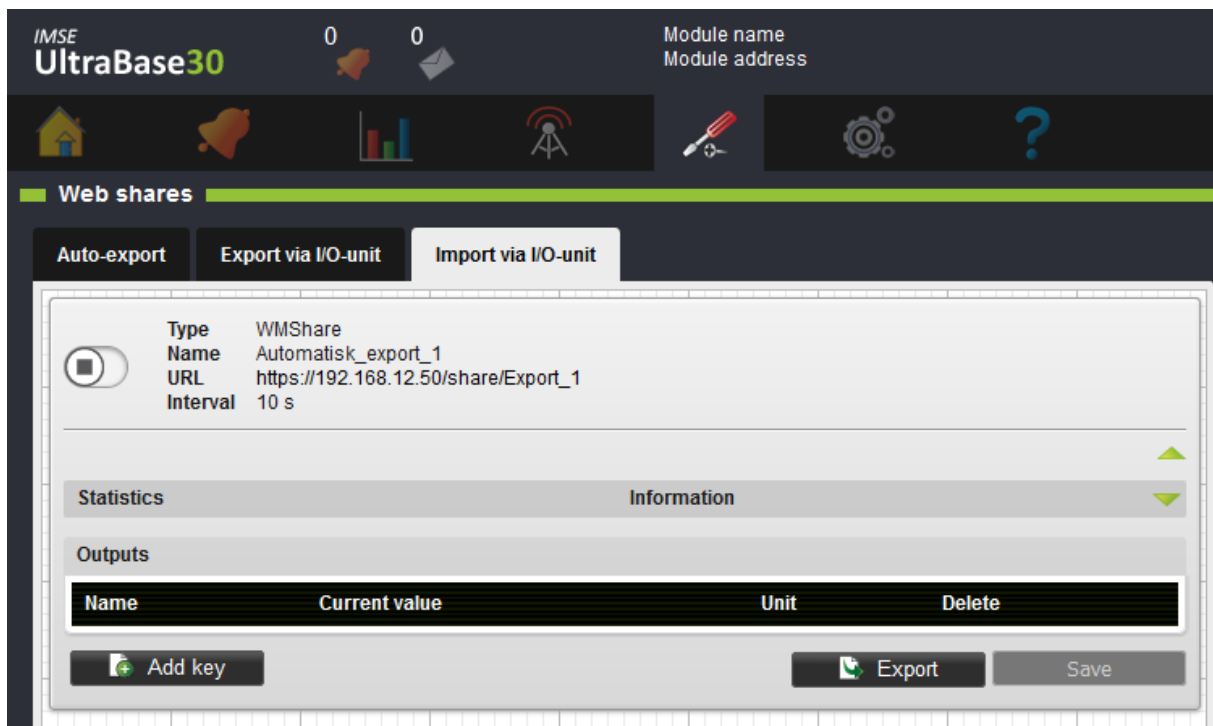 IMSE
UltraBase30
0
0
Module name
Module address
Web shares
Auto-export
Export via I/O-unit
Import via I/O-unit
Type WMShare
Name Automatisk_export_1
URL https://192.168.12.50/share/Export_1
Interval 10 s
Statistics
Information
Outputs
Name
Current value
Unit
Delete
Add key
Export
Save